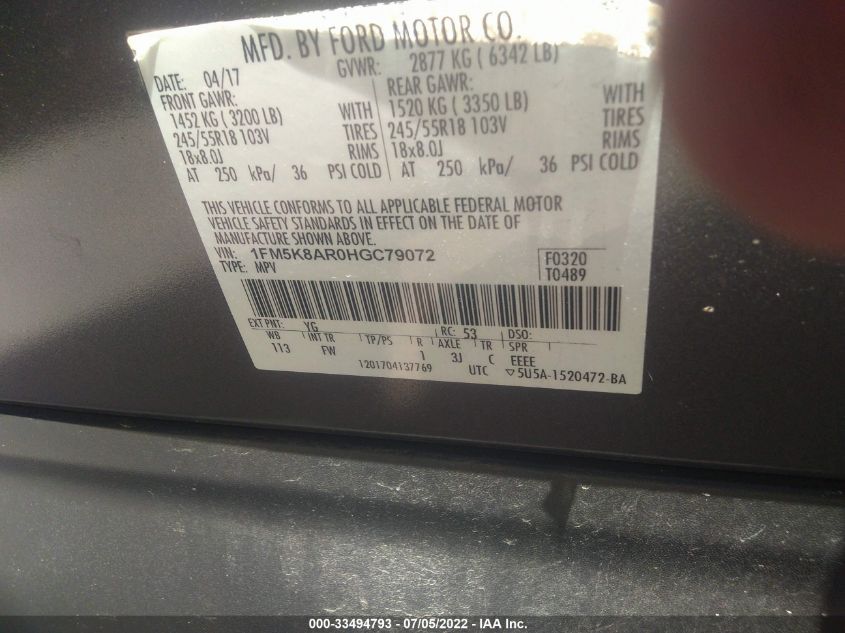 MFD. BY FORD MOTOR CO.
DATE: 04/17 GVWR: 2877 KG ( 6342 LB)
FRONT GAWR: REAR GAWR:
1452 KG ( 3200 LB) WITH 1520 KG ( 3350 LB) WITH
245/55R18 103V TIRES 245/55R18 103V TIRES
18x8.0J RIMS 18x8.0J RIMS
AT 250 kPa/ 36 PSI COLD AT 250 kPa/ 36 PSI COLD
THIS VEHICLE CONFORMS TO ALL APPLICABLE FEDERAL MOTOR
VEHICLE SAFETY STANDARDS IN EFFECT ON THE DATE OF
MANUFACTURE SHOWN ABOVE.
VIN: 1FM5K8AR0HGC79072 F0320
TYPE: MPV T0489
EXT PNT: YG RC: 53 DSO:
WB INT TR TP/PS R AXLE TR SPR
113 FW 1 3J C EEEE
1201704137769 UTC ▽5U5A-1520472-BA
000-33494793 - 07/05/2022 - IAA Inc.